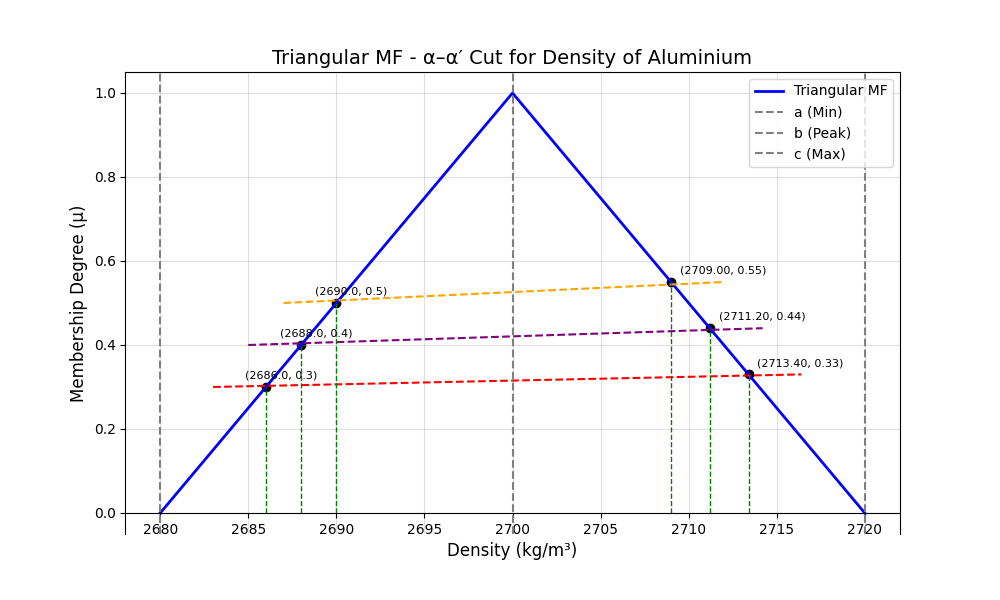 Triangular MF - α–α′ Cut for Density of Aluminium
Triangular MF
a (Min)
b (Peak)
c (Max)
Membership Degree (μ)
1.0
0.8
0.6
0.4
0.2
0.0
(2690.0, 0.5)
(2709.00, 0.55)
(2688.0, 0.4)
(2711.20, 0.44)
(2686.0, 0.3)
(2713.40, 0.33)
2680 2685 2690 2695 2700 2705 2710 2715 2720
Density (kg/m³)